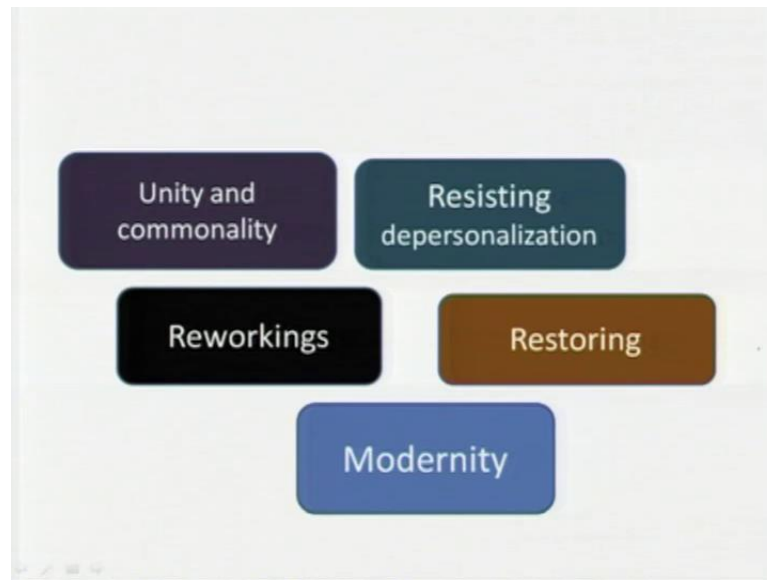 Unity and
commonality
Resisting
depersonalization
Reworkings
Restoring
Modernity